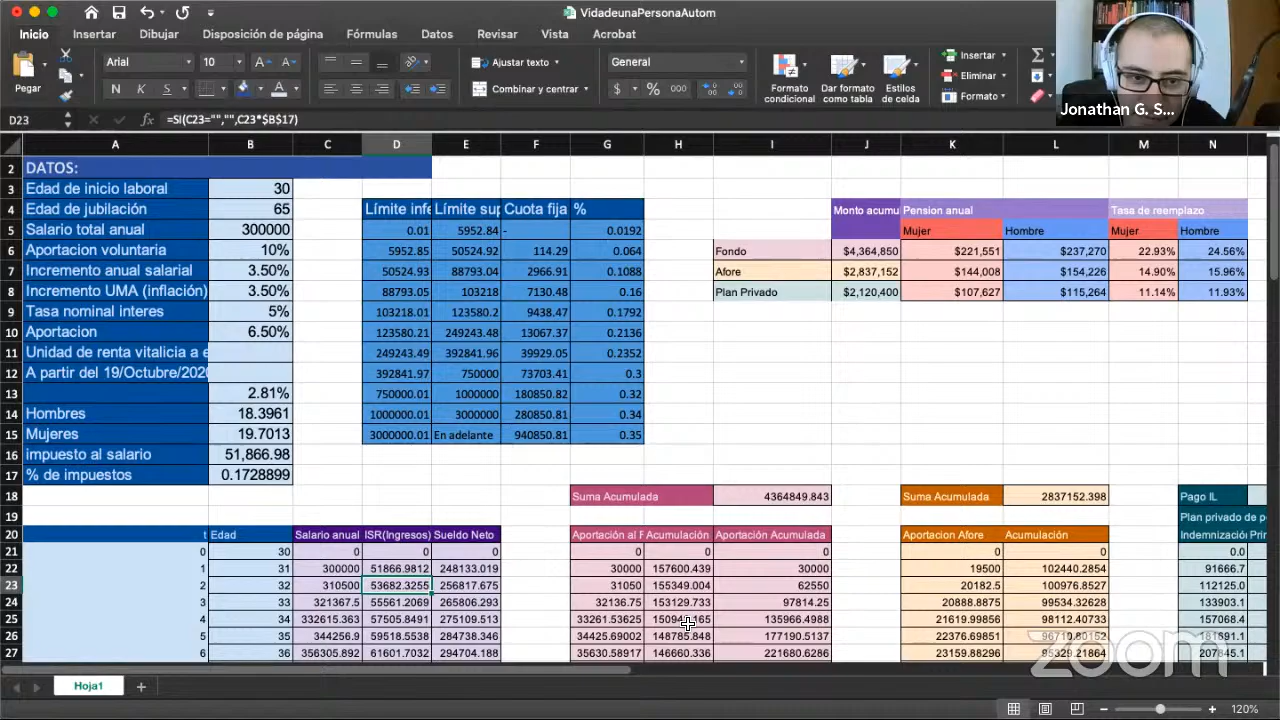 VidadeunaPersonaAutom
Inicio Insertar Dibujar Disposición de página Fórmulas Datos Revisar Vista Acrobat
Pegar
Arial 10
N K S
Ajustar texto
Combinar y centrar
General
$ % 000
Formato condicional
Dar formato como tabla
Estilos de celda
Insertar
Eliminar
Formato
Jonathan G. S...
D23 fx =SI(C23="","",C23*$B$17)
A B C D E F G H I J K L M N
2 DATOS:
3 Edad de inicio laboral 30
4 Edad de jubilación 65 Límite infe Límite sup Cuota fija % Monto acumu Pension anual Tasa de reemplazo
5 Salario total anual 300000 0.01 5952.84 - 0.0192 Mujer Hombre Mujer Hombre
6 Aportacion voluntaria 10% 5952.85 50524.92 114.29 0.064 Fondo $4,364,850 $221,551 $237,270 22.93% 24.56%
7 Incremento anual salarial 3.50% 50524.93 88793.04 2966.91 0.1088 Afore $2,837,152 $144,008 $154,226 14.90% 15.96%
8 Incremento UMA (inflación) 3.50% 88793.05 103218 7130.48 0.16 Plan Privado $2,120,400 $107,627 $115,264 11.14% 11.93%
9 Tasa nominal interes 5% 103218.01 123580.2 9438.47 0.1792
10 Aportacion 6.50% 123580.21 249243.48 13067.37 0.2136
11 Unidad de renta vitalicia a e 249243.49 392841.96 39929.05 0.2352
12 A partir del 19/Octubre/2020 392841.97 750000 73703.41 0.3
13 2.81% 750000.01 1000000 180850.82 0.32
14 Hombres 18.3961 1000000.01 3000000 280850.81 0.34
15 Mujeres 19.7013 3000000.01 En adelante 940850.81 0.35
16 impuesto al salario 51,866.98
17 % de impuestos 0.1728899
18 Suma Acumulada 4364849.843 Suma Acumulada 2837152.398 Pago IL
19 Plan privado de p
20 t Edad Salario anual ISR(Ingresos) Sueldo Neto Aportación al F Acumulación Aportación Acumulada Aportacion Afore Acumulación Indemnizació Prir
21 0 30 0 0 0 0 0 0 0 0 0.0
22 1 31 300000 51866.9812 248133.019 30000 157600.439 30000 19500 102440.2854 91666.7
23 2 32 310500 53682.3255 256817.675 31050 155349.004 62550 20182.5 100976.8527 112125.0
24 3 33 321367.5 55561.2069 265806.293 32136.75 153129.733 97814.25 20888.8875 99534.32628 133903.1
25 4 34 332615.363 57505.8491 275109.513 33261.53625 135966.4988 21619.99856 98112.40733 157068.4
26 5 35 344256.9 59518.5538 284738.346 34425.69002 148785.848 177190.5137 22376.69851 96710.80152 181691.1
27 6 36 356305.892 61601.7032 294704.188 35630.58917 146660.336 221680.6286 23159.88296 95329.21864 207845.1
zoom
Hoja1 +
120%